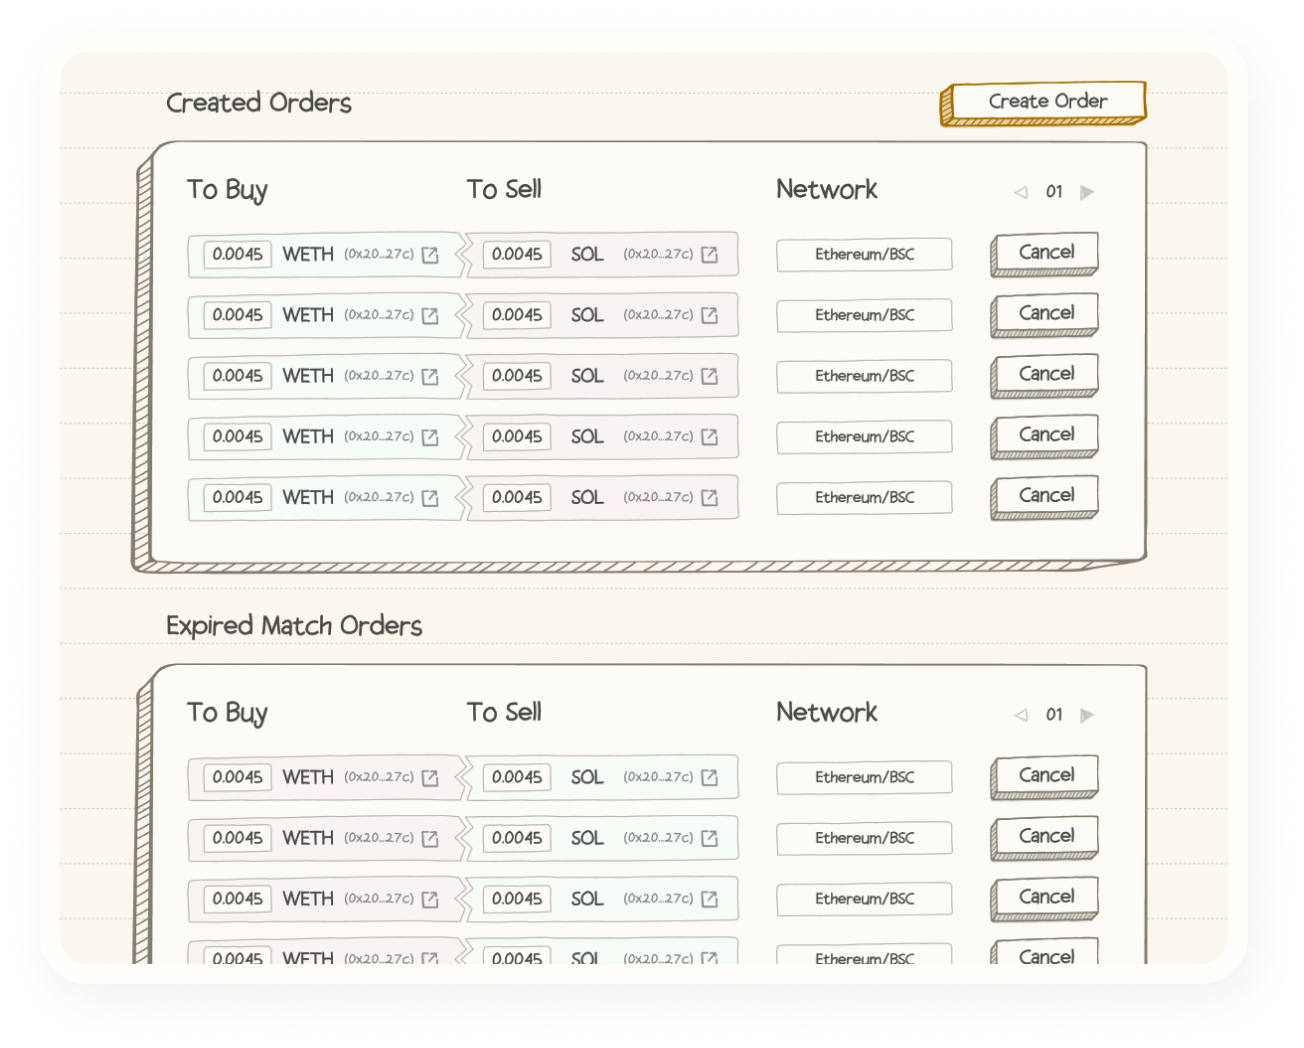 Created Orders
Create Order
To Buy To Sell Network 01
0.0045 WETH (0x20...27c) 0.0045 SOL (0x20...27c) Ethereum/BSC Cancel
0.0045 WETH (0x20...27c) 0.0045 SOL (0x20...27c) Ethereum/BSC Cancel
0.0045 WETH (0x20...27c) 0.0045 SOL (0x20...27c) Ethereum/BSC Cancel
0.0045 WETH (0x20...27c) 0.0045 SOL (0x20...27c) Ethereum/BSC Cancel
0.0045 WETH (0x20...27c) 0.0045 SOL (0x20...27c) Ethereum/BSC Cancel
Expired Match Orders
To Buy To Sell Network 01
0.0045 WETH (0x20...27c) 0.0045 SOL (0x20...27c) Ethereum/BSC Cancel
0.0045 WETH (0x20...27c) 0.0045 SOL (0x20...27c) Ethereum/BSC Cancel
0.0045 WETH (0x20...27c) 0.0045 SOL (0x20...27c) Ethereum/BSC Cancel
0.0045 WETH (0x20...27c) 0.0045 SOL (0x20...27c) Ethereum/BSC Cancel